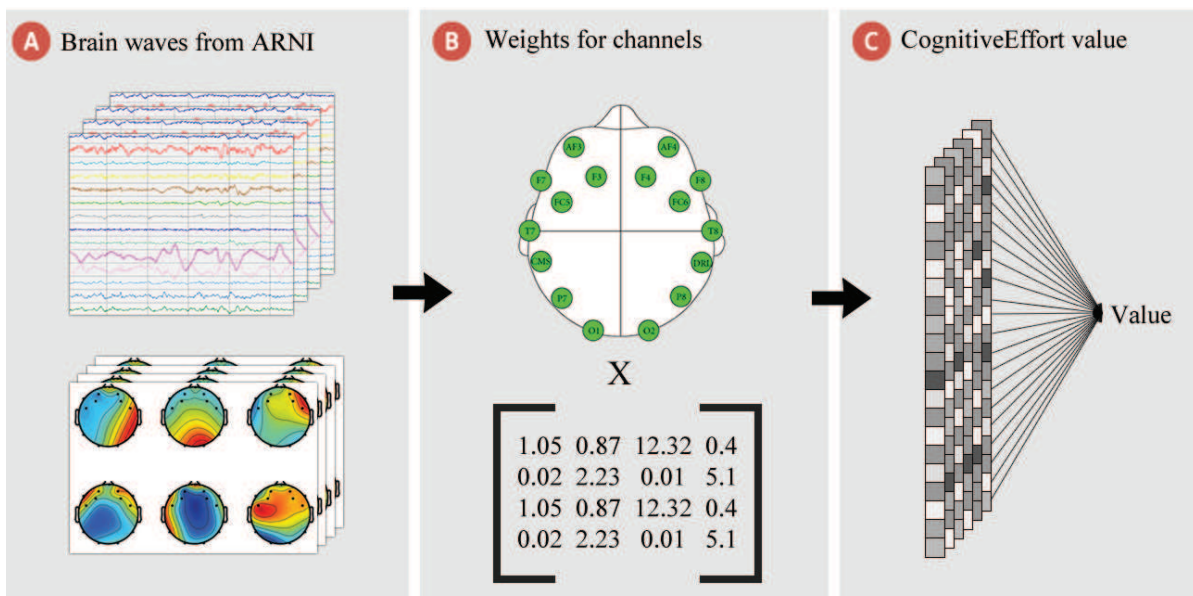 A Brain waves from ARNI
B Weights for channels
AF3 AF4
F7 F3 F4 F8
FC5 FC6
T7 T8
CMS DRL
P7 P8
O1 O2
X
1.05 0.87 12.32 0.4
0.02 2.23 0.01 5.1
1.05 0.87 12.32 0.4
0.02 2.23 0.01 5.1
C CognitiveEffort value
Value